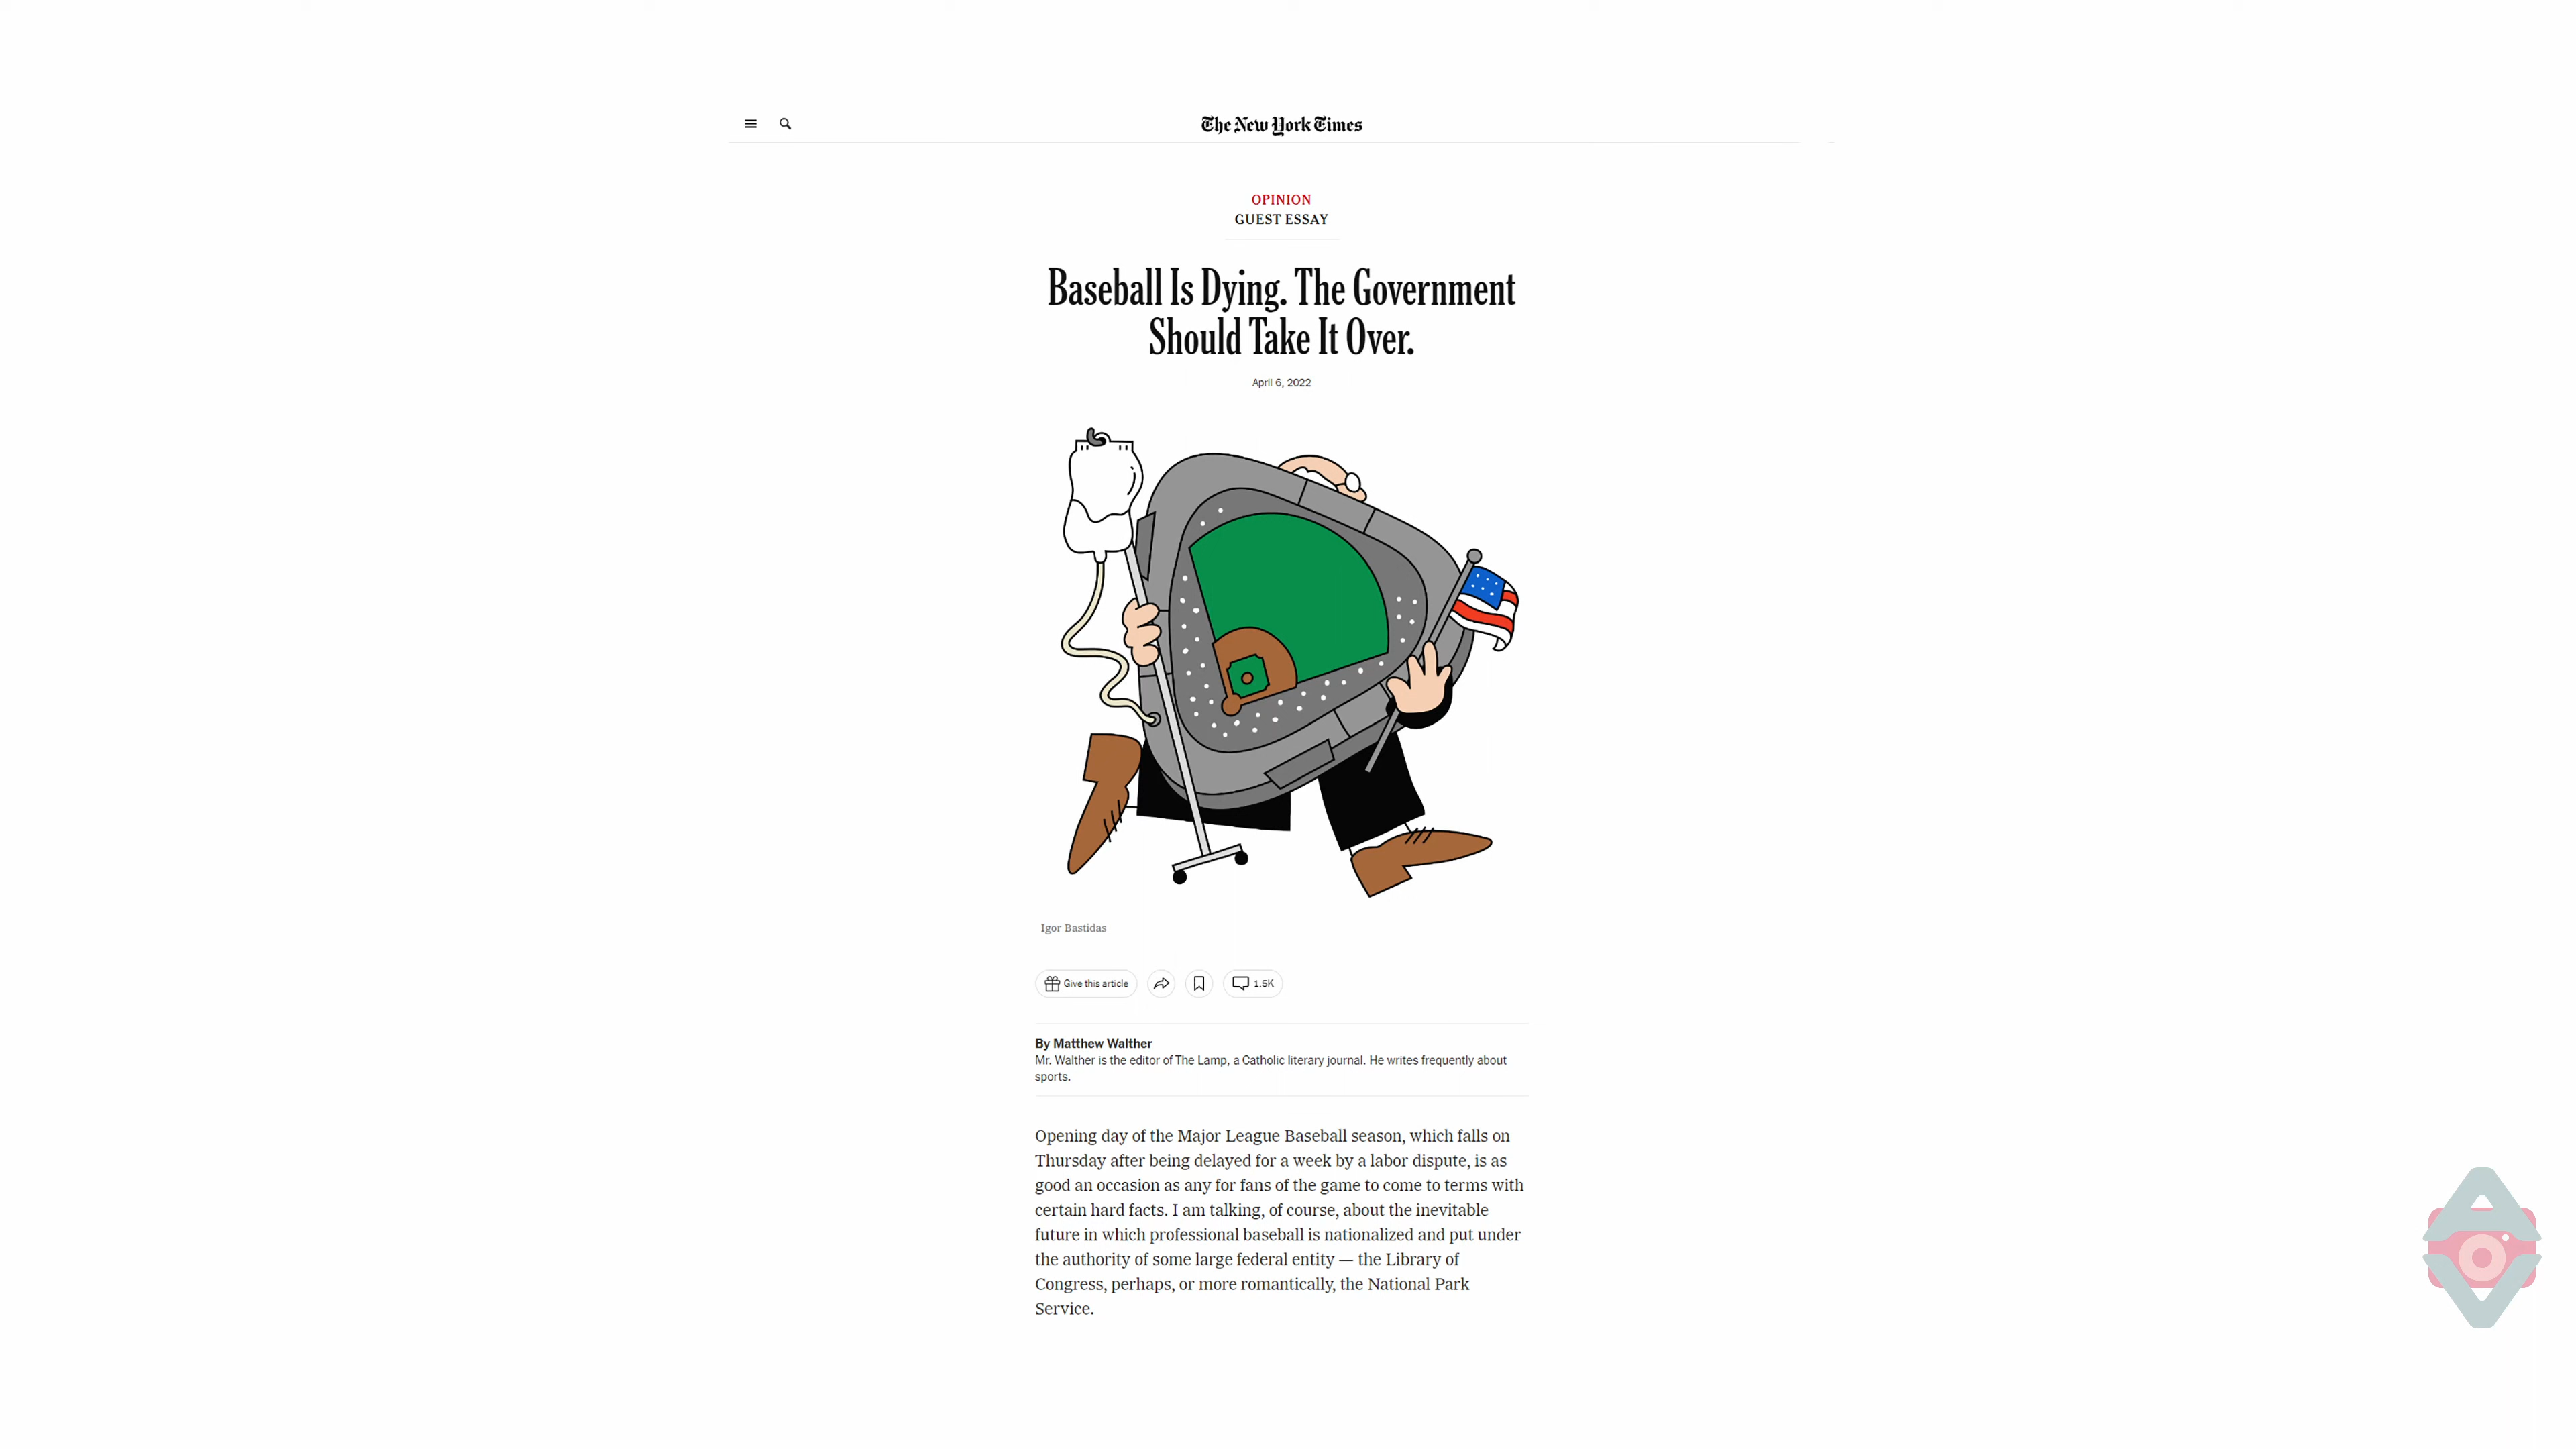 The New York Times
OPINION
GUEST ESSAY
Baseball Is Dying. The Government
Should Take It Over.
April 6, 2022
Igor Bastidas
Give this article
1.5K
By Matthew Walther
Mr. Walther is the editor of The Lamp, a Catholic literary journal. He writes frequently about
sports.
Opening day of the Major League Baseball season, which falls on
Thursday after being delayed for a week by a labor dispute, is as
good an occasion as any for fans of the game to come to terms with
certain hard facts. I am talking, of course, about the inevitable
future in which professional baseball is nationalized and put under
the authority of some large federal entity — the Library of
Congress, perhaps, or more romantically, the National Park
Service.